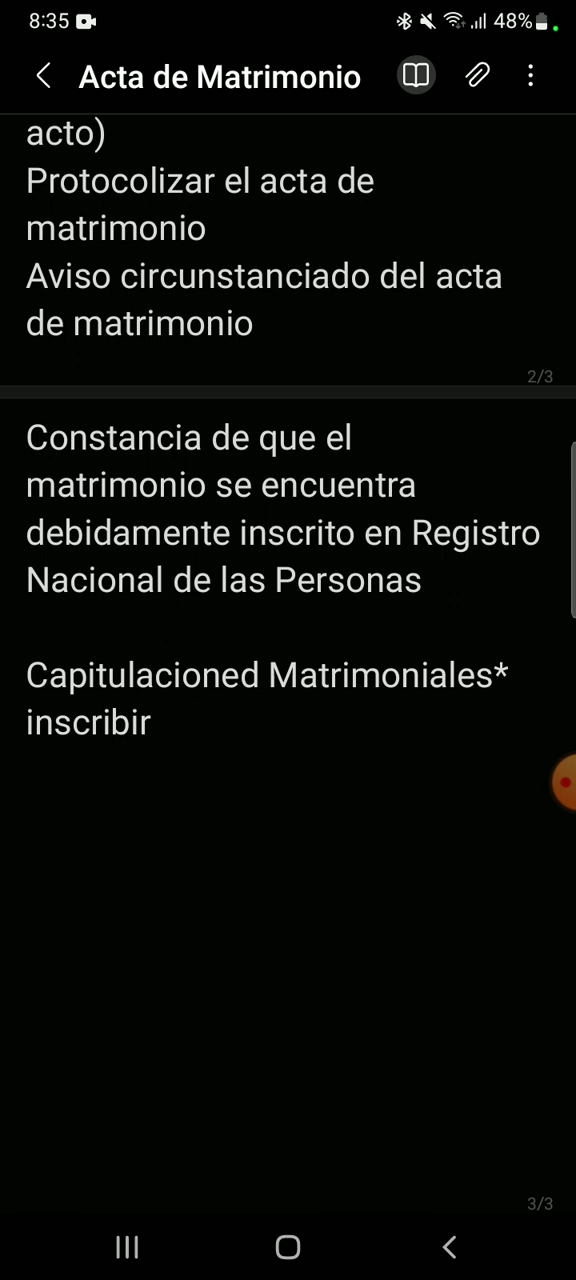 8:35
48%
Acta de Matrimonio
acto)
Protocolizar el acta de
matrimonio
Aviso circunstanciado del acta
de matrimonio
2/3
Constancia de que el
matrimonio se encuentra
debidamente inscrito en Registro
Nacional de las Personas
Capitulacioned Matrimoniales*
inscribir
3/3